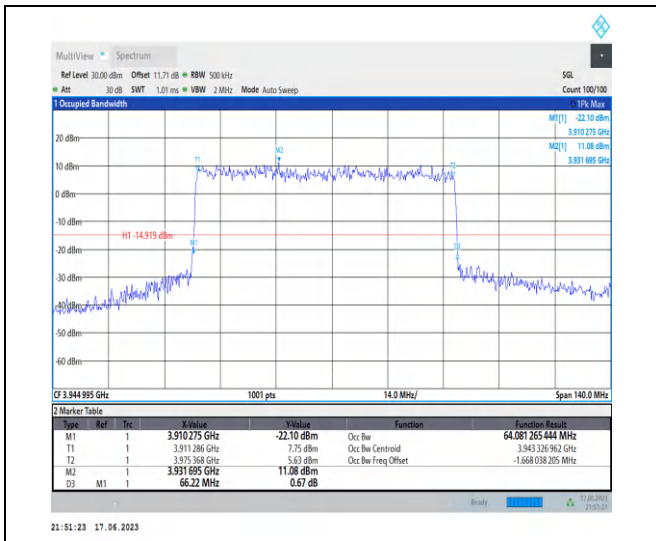 MultiView Spectrum
Ref Level 30.00 dBm Offset 11.71 dB RBW 500 kHz SGL
Att 30 dB SWT 1.01 ms VBW 2 MHz Mode Auto Sweep Count 100/100
1 Occupied Bandwidth 1Pk Max
M1[1] -22.10 dBm
3.910 275 GHz
M2[1] 11.08 dBm
3.931 695 GHz
20 dBm
M2
T1
T2
10 dBm
0 dBm
-10 dBm
H1 -14.919 dBm
M1
D3
-20 dBm
-30 dBm
-40 dBm
-50 dBm
-60 dBm
CF 3.944 995 GHz 1001 pts 14.0 MHz/ Span 140.0 MHz
2 Marker Table
Type Ref Trc X-Value Y-Value Function Function Result
M1 1 3.910 275 GHz -22.10 dBm Occ Bw 64.081 265 444 MHz
T1 1 3.911 286 GHz 7.75 dBm Occ Bw Centroid 3.943 326 962 GHz
T2 1 3.975 368 GHz 5.63 dBm Occ Bw Freq Offset -1.668 038 205 MHz
M2 1 3.931 695 GHz 11.08 dBm
D3 M1 1 66.22 MHz 0.67 dB
Ready 17.06.2023
21:51:23
21:51:23 17.06.2023